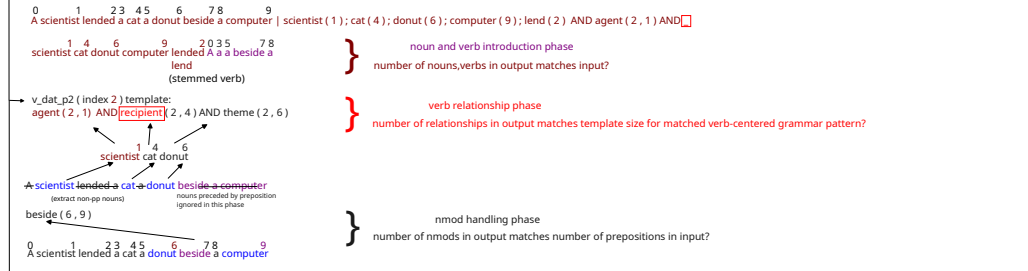 0 1 2 3 4 5 7 8 9
A scientist lended a cat a donut beside a computer | scientist ( 1 ) ; cat ( 4 ) ; donut ( 6 ) ; computer ( 9 ) ; lend ( 2 ) AND agent ( 2 , 1 ) AND _
1 4 6 9 2 0 3 5 7 8
scientist cat donut computer lended A a a beside a
lend
(stemmed verb)
} noun and verb introduction phase
number of nouns,verbs in output matches input?
v_dat_p2 ( index 2 ) template:
agent ( 2 , 1) AND recipient ( 2 , 4 ) AND theme ( 2 , 6 )
} verb relationship phase
number of relationships in output matches template size for matched verb-centered grammar pattern?
1 4 6
scientist cat donut
A scientist lended a cat a donut beside a computer
(extract non-pp nouns)
nouns preceded by preposition
ignored in this phase
beside ( 6 , 9 )
} nmod handling phase
number of nmods in output matches number of prepositions in input?
0 1 2 3 4 5 6 7 8 9
A scientist lended a cat a donut beside a computer